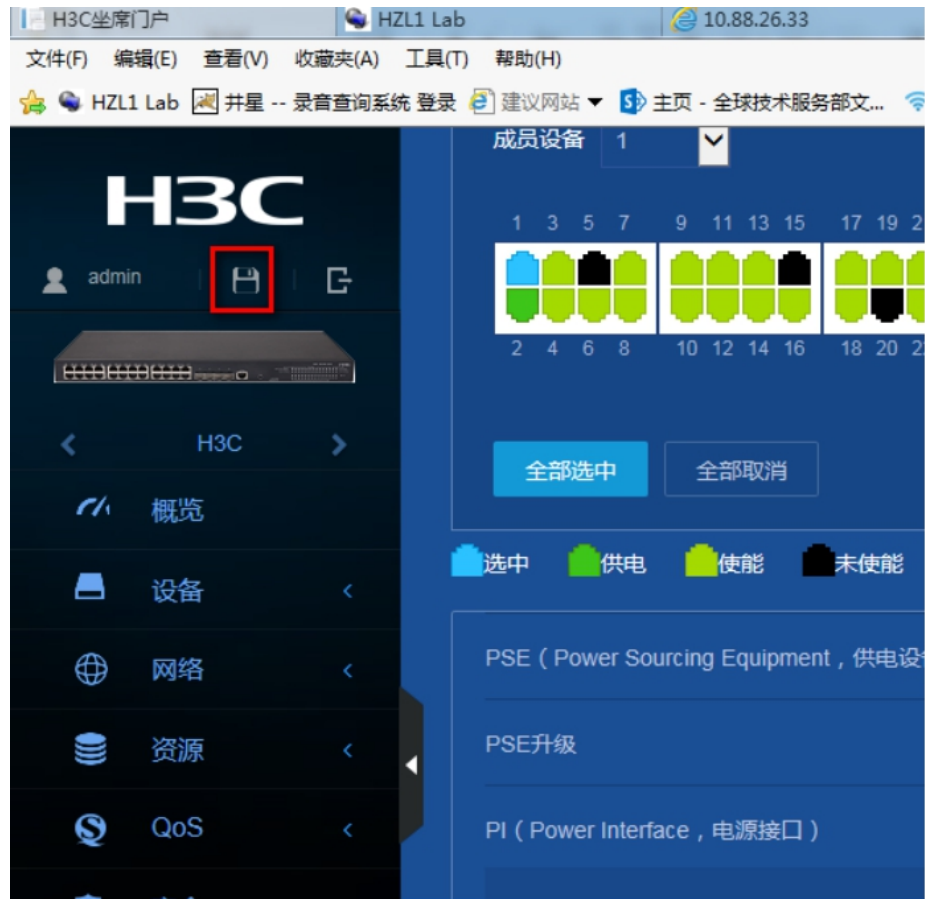 H3C坐席门户 HZL1 Lab 10.88.26.33
文件(F) 编辑(E) 查看(V) 收藏夹(A) 工具(T) 帮助(H)
HZL1 Lab 井星 -- 录音查询系统 登录 建议网站 主页 - 全球技术服务部文...
H3C
admin
H3C
概览
设备
网络
资源
QoS
成员设备 1
1 3 5 7 9 11 13 15 17 19
2 4 6 8 10 12 14 16 18 20
全部选中 全部取消
选中 供电 使能 未使能
PSE（Power Sourcing Equipment，供电设
PSE升级
PI（Power Interface，电源接口）